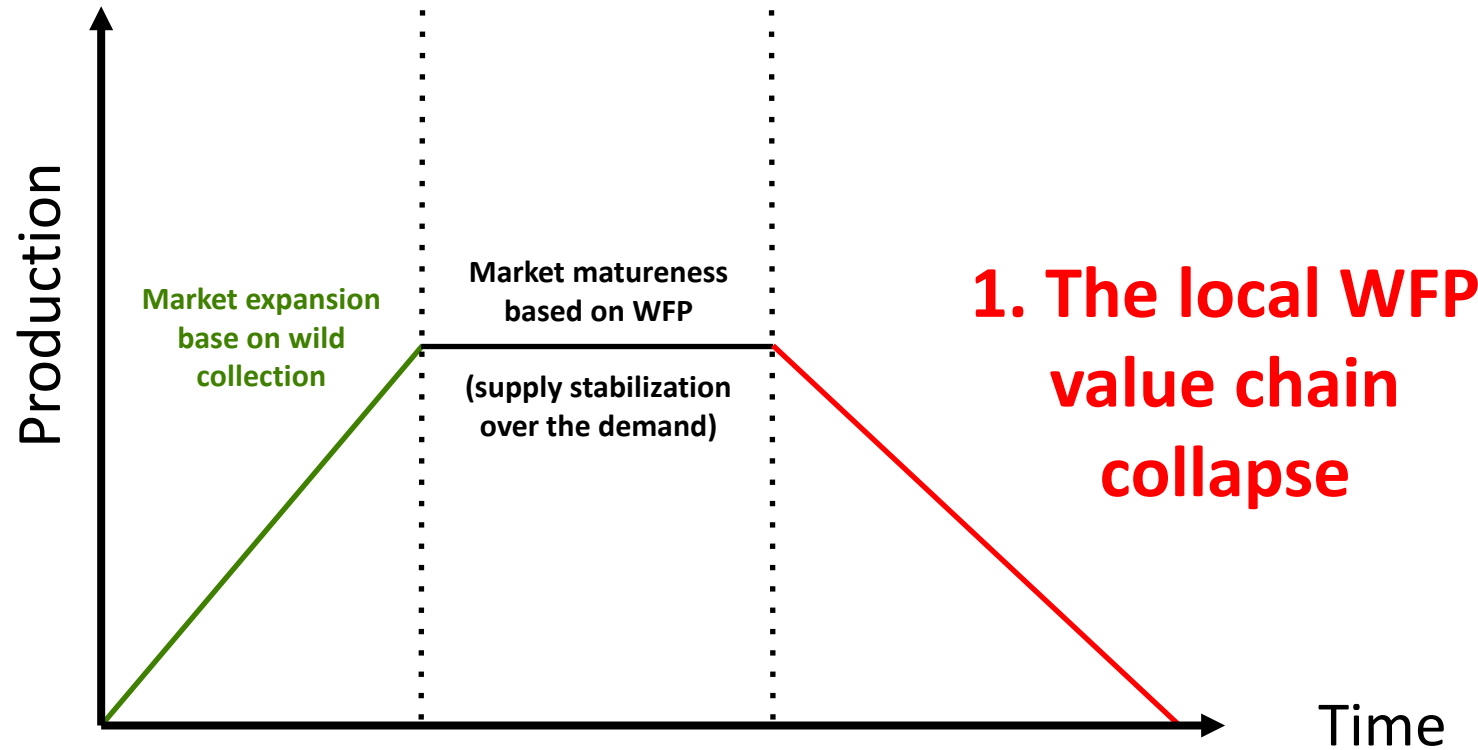 Production
Market expansion
base on wild
collection
Market matureness
based on WFP
(supply stabilization
over the demand)
1. The local WFP
value chain
collapse
Time